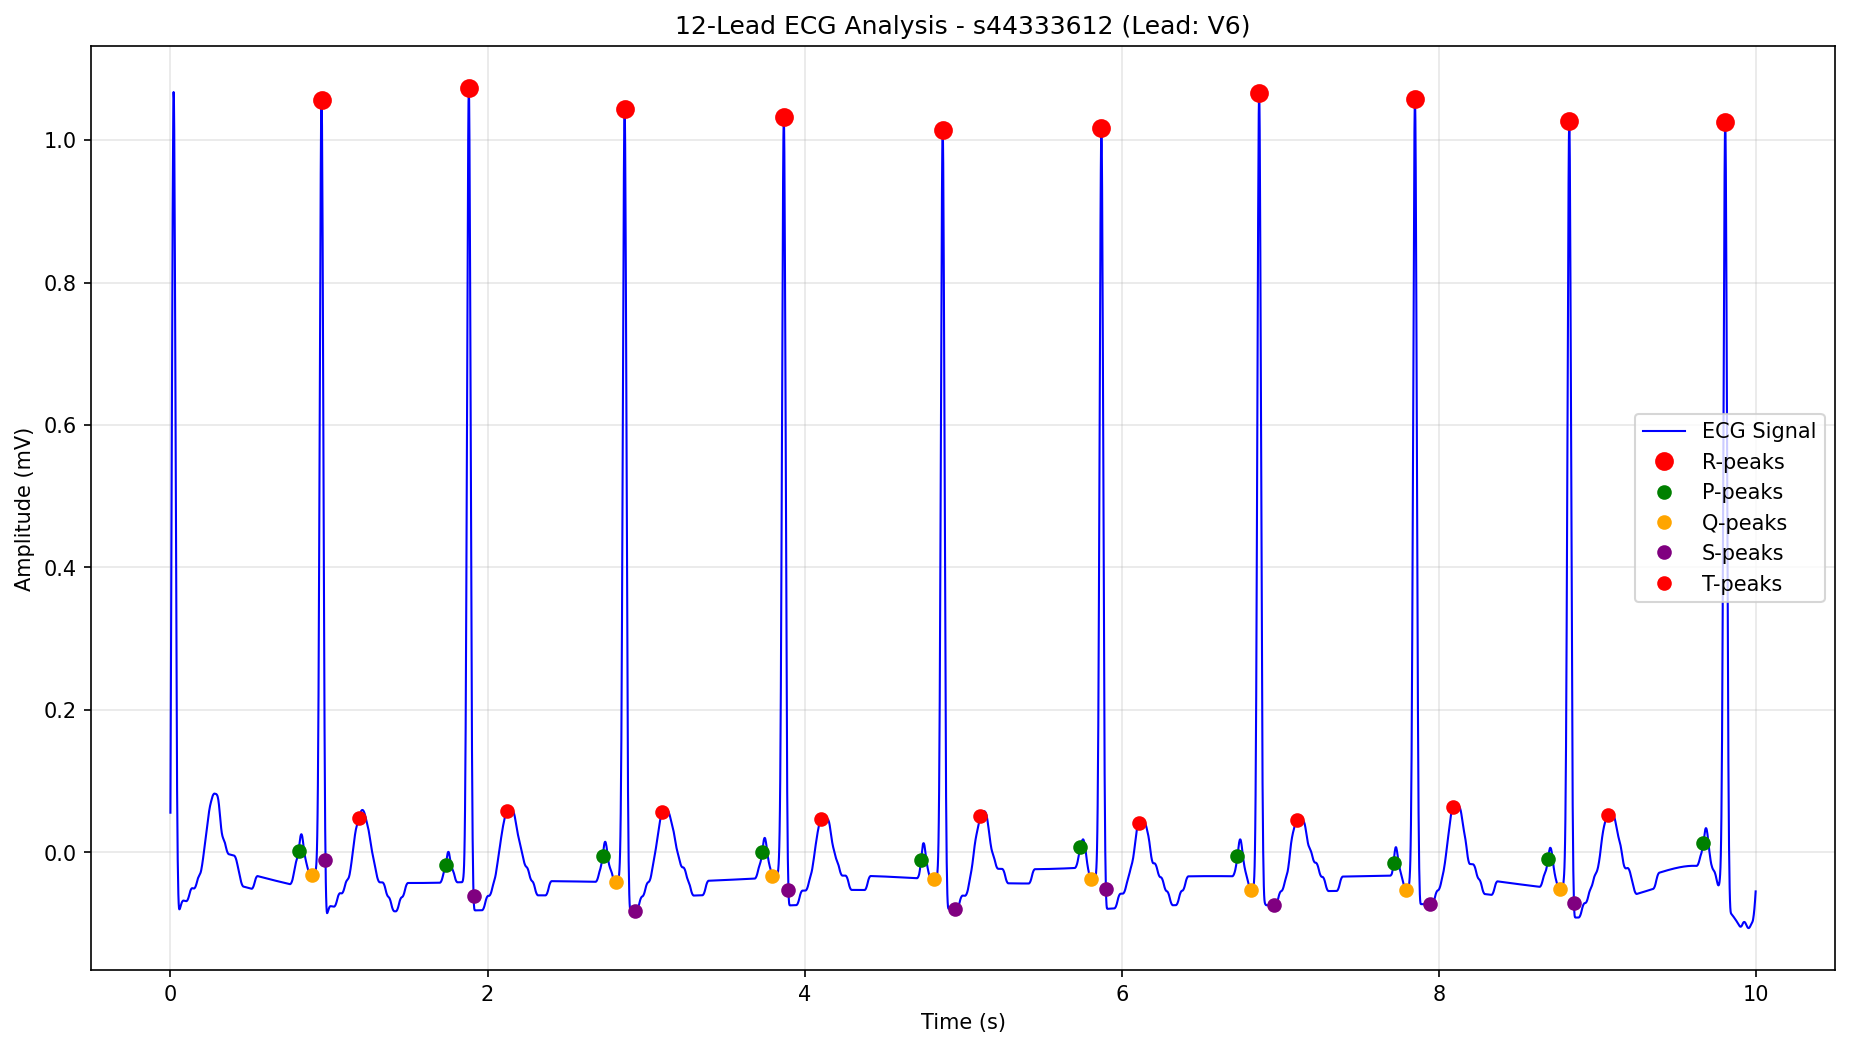 12-Lead ECG Analysis - s44333612 (Lead: V6)
Amplitude (mV)
1.0
0.8
0.6
0.4
0.2
0.0
ECG Signal
R-peaks
P-peaks
Q-peaks
S-peaks
T-peaks
0 2 4 6 8 10
Time (s)